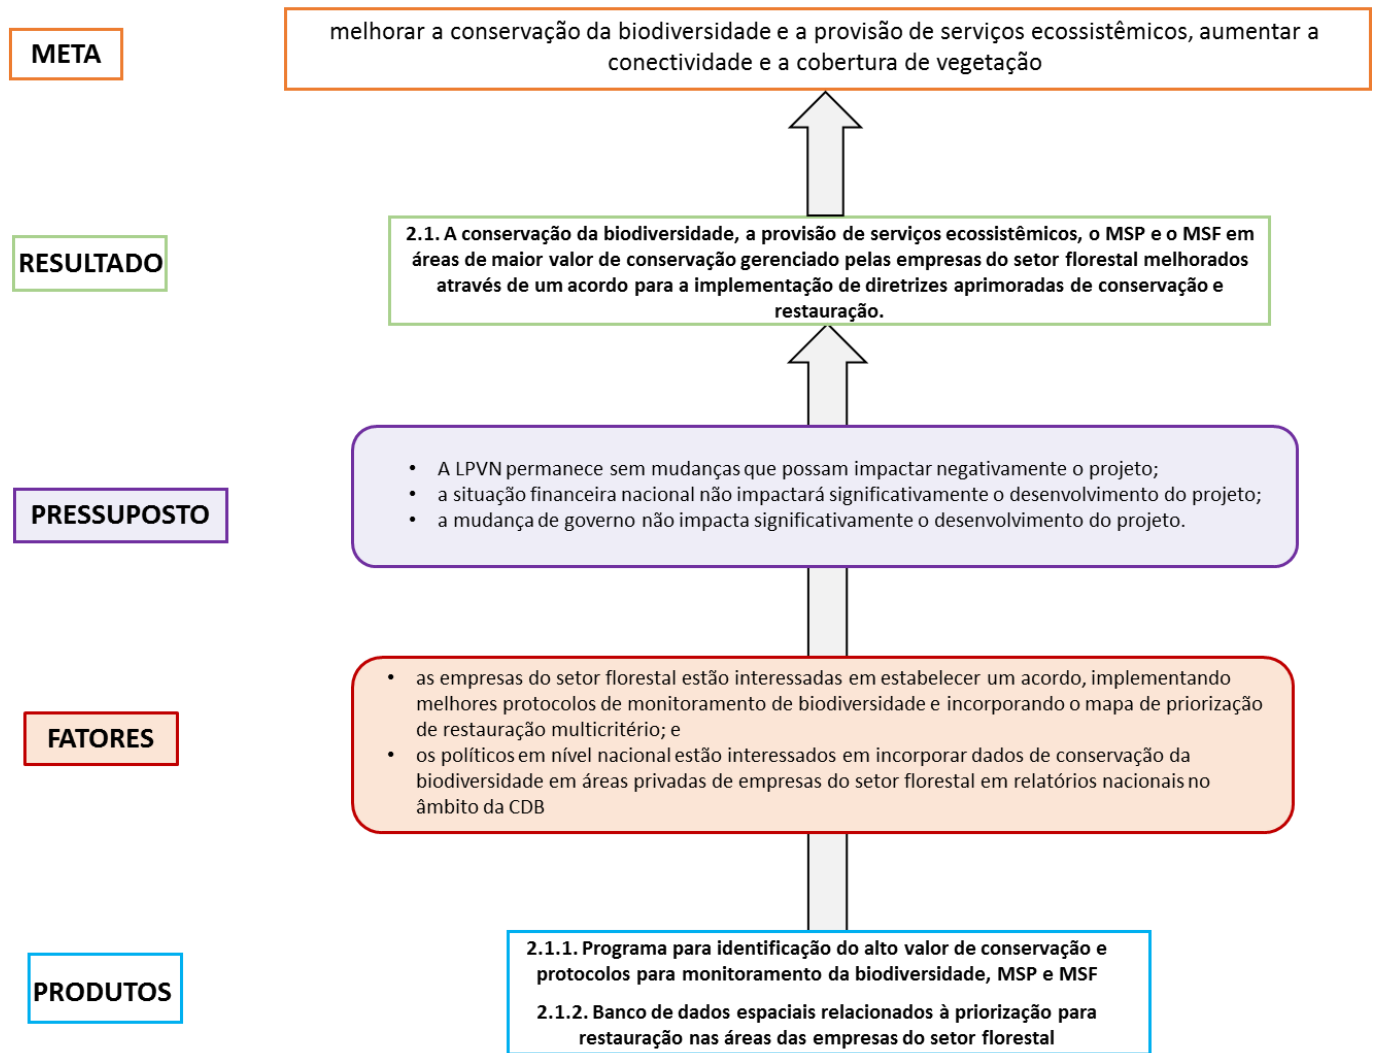 META
melhorar a conservação da biodiversidade e a provisão de serviços ecossistêmicos, aumentar a
conectividade e a cobertura de vegetação
RESULTADO
2.1. A conservação da biodiversidade, a provisão de serviços ecossistêmicos, o MSP e o MSF em
áreas de maior valor de conservação gerenciado pelas empresas do setor florestal melhorados
através de um acordo para a implementação de diretrizes aprimoradas de conservação e
restauração.
PRESSUPOSTO
• A LPVN permanece sem mudanças que possam impactar negativamente o projeto;
• a situação financeira nacional não impactará significativamente o desenvolvimento do projeto;
• a mudança de governo não impacta significativamente o desenvolvimento do projeto.
FATORES
• as empresas do setor florestal estão interessadas em estabelecer um acordo, implementando
melhores protocolos de monitoramento de biodiversidade e incorporando o mapa de priorização
de restauração multicritério; e
• os políticos em nível nacional estão interessados em incorporar dados de conservação da
biodiversidade em áreas privadas de empresas do setor florestal em relatórios nacionais no
âmbito da CDB
PRODUTOS
2.1.1. Programa para identificação do alto valor de conservação e
protocolos para monitoramento da biodiversidade, MSP e MSF
2.1.2. Banco de dados espaciais relacionados à priorização para
restauração nas áreas das empresas do setor florestal